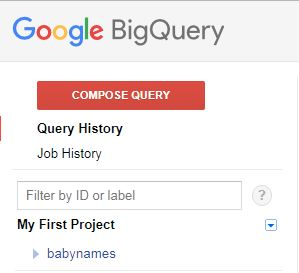 Google BigQuery
COMPOSE QUERY
Query History
Job History
Filter by ID or label
?
My First Project
babynames